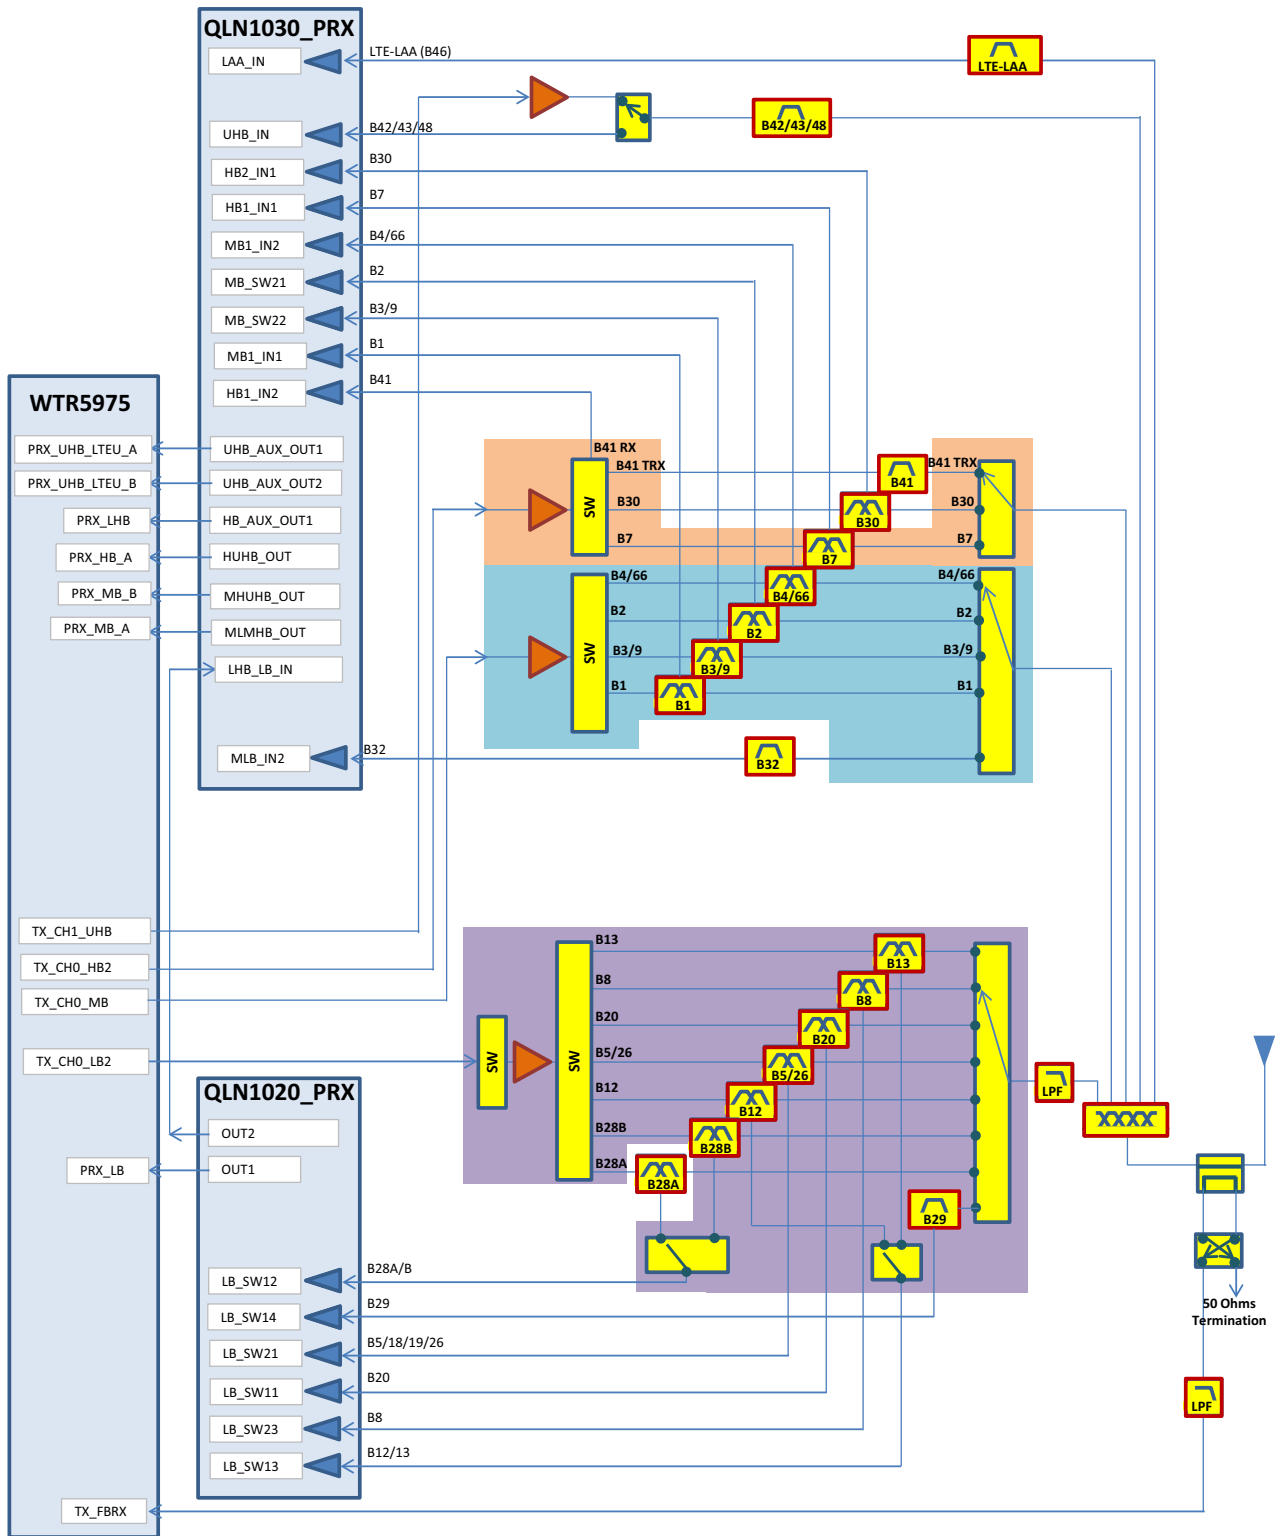 QLN1030_PRX
LAA_IN
LTE-LAA (B46)
LTE-LAA
UHB_IN
B42/43/48
B42/43/48
HB2_IN1
B30
HB1_IN1
B7
MB1_IN2
B4/66
MB_SW21
B2
MB_SW22
B3/9
MB1_IN1
B1
HB1_IN2
B41
WTR5975
PRX_UHB_LTEU_A
UHB_AUX_OUT1
PRX_UHB_LTEU_B
UHB_AUX_OUT2
PRX_LHB
HB_AUX_OUT1
PRX_HB_A
HUHB_OUT
PRX_MB_B
MHUHB_OUT
PRX_MB_A
MLMHB_OUT
LHB_LB_IN
MLB_IN2
B32
B32
B41 RX
B41 TRX
B41
B41 TRX
SW
B30
B30
B30
B7
B7
B7
B4/66
B4/66
B4/66
B2
B2
B2
SW
B3/9
B3/9
B3/9
B1
B1
B1
TX_CH1_UHB
TX_CH0_HB2
TX_CH0_MB
TX_CH0_LB2
B13
B13
B8
B8
B20
B20
SW
SW
B5/26
B5/26
B12
B12
B28B
B28B
B28A
B28A
B29
LPF
QLN1020_PRX
OUT2
PRX_LB
OUT1
LB_SW12
B28A/B
LB_SW14
B29
LB_SW21
B5/18/19/26
LB_SW11
B20
LB_SW23
B8
LB_SW13
B12/13
50 Ohms
Termination
LPF
TX_FBRX
XXXX